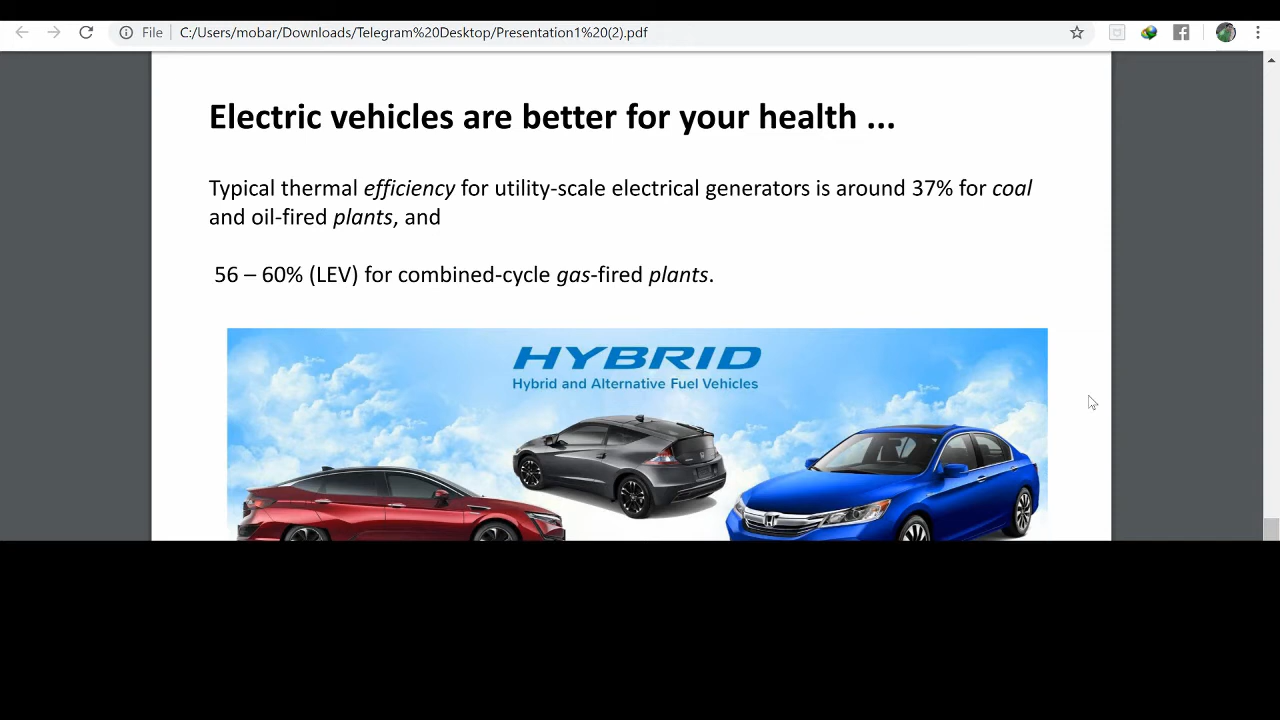 File
C:/Users/mobar/Downloads/Telegram%20Desktop/Presentation1%20(2).pdf
Electric vehicles are better for your health ...
Typical thermal efficiency for utility-scale electrical generators is around 37% for coal
and oil-fired plants, and
56 – 60% (LEV) for combined-cycle gas-fired plants.
HYBRID
Hybrid and Alternative Fuel Vehicles